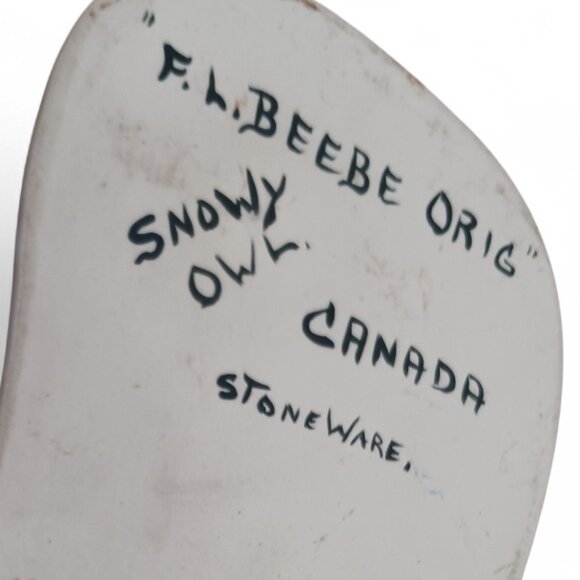 "F.L.BEEBE ORIG"
SNOWY
OWL.
CANADA
STONEWARE.